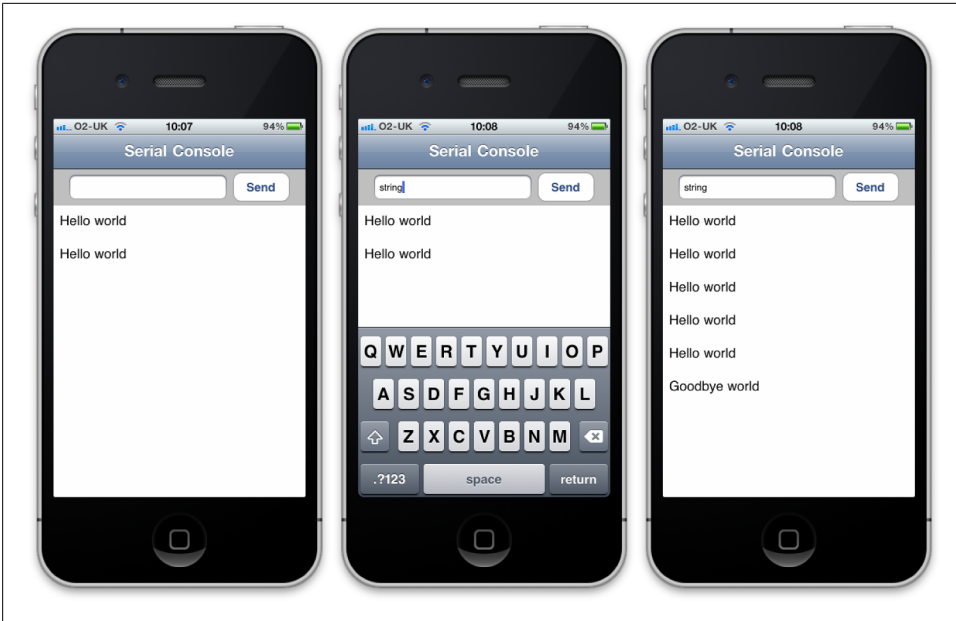 O2-UK 10:07 94%
Serial Console
Send
Hello world
Hello world
O2-UK 10:08 94%
Serial Console
string Send
Hello world
Hello world
Q W E R T Y U I O P
A S D F G H J K L
Z X C V B N M
.?123 space return
O2-UK 10:08 94%
Serial Console
string Send
Hello world
Hello world
Hello world
Hello world
Hello world
Goodbye world